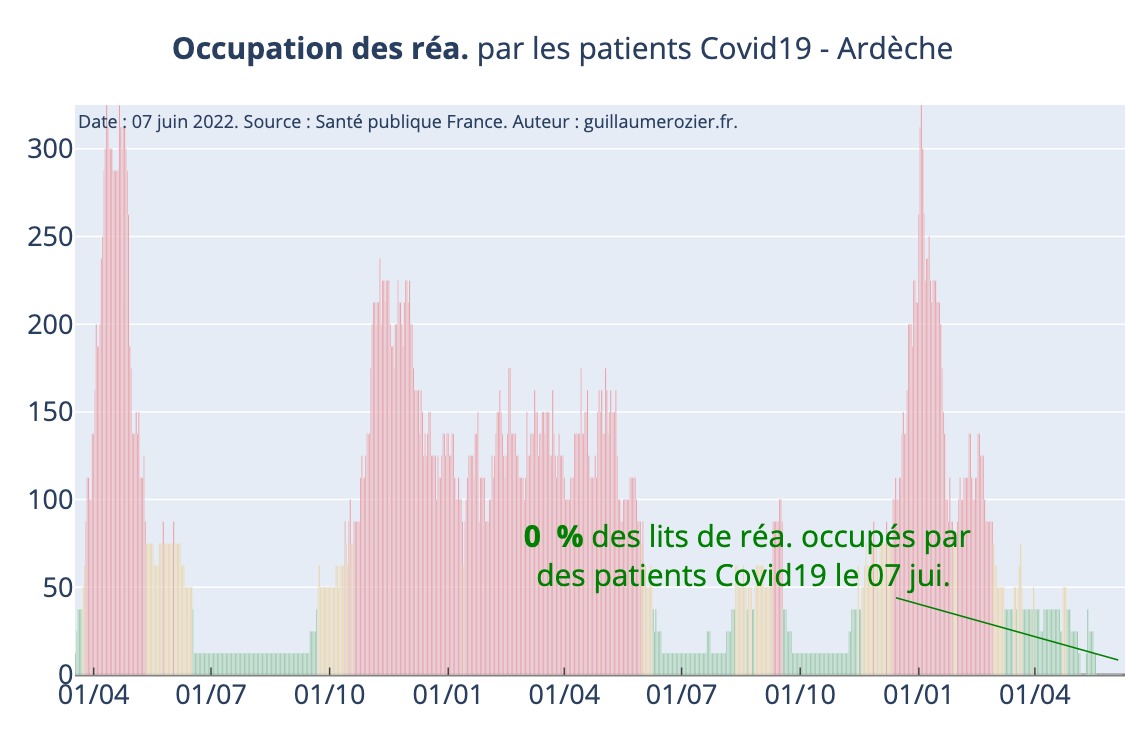 Occupation des réa. par les patients Covid19 - Ardèche
Date : 07 juin 2022. Source : Santé publique France. Auteur : guillaumerozier.fr.
300
250
200
150
100
50
0
0 % des lits de réa. occupés par
des patients Covid19 le 07 jui.
01/04 01/07 01/10 01/01 01/04 01/07 01/10 01/01 01/04